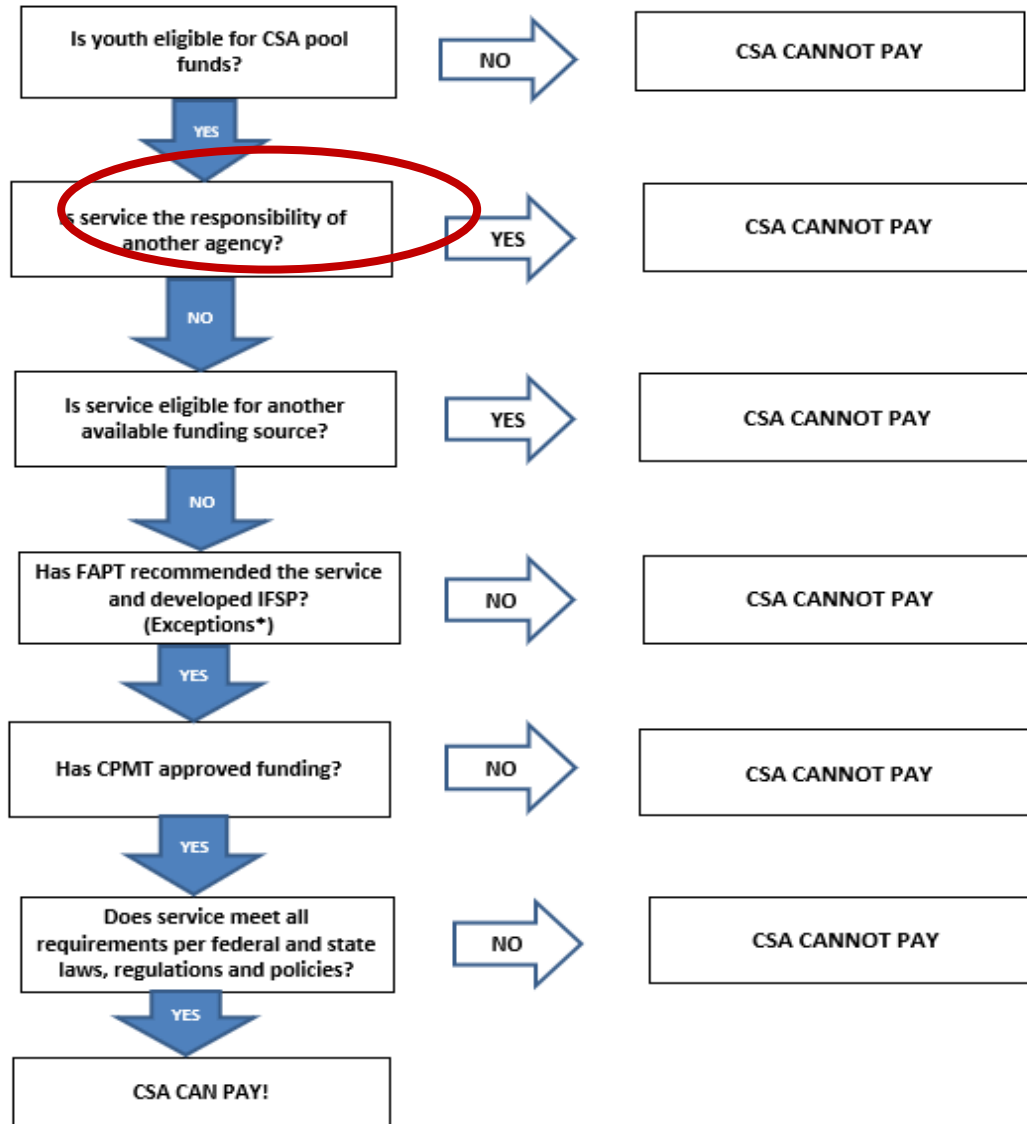 Is youth eligible for CSA pool
funds?
NO
CSA CANNOT PAY
YES
Is service the responsibility of
another agency?
YES
CSA CANNOT PAY
NO
Is service eligible for another
available funding source?
YES
CSA CANNOT PAY
NO
Has FAPT recommended the service
and developed IFSP?
(Exceptions*)
NO
CSA CANNOT PAY
YES
Has CPMT approved funding?
NO
CSA CANNOT PAY
YES
Does service meet all
requirements per federal and state
laws, regulations and policies?
NO
CSA CANNOT PAY
YES
CSA CAN PAY!